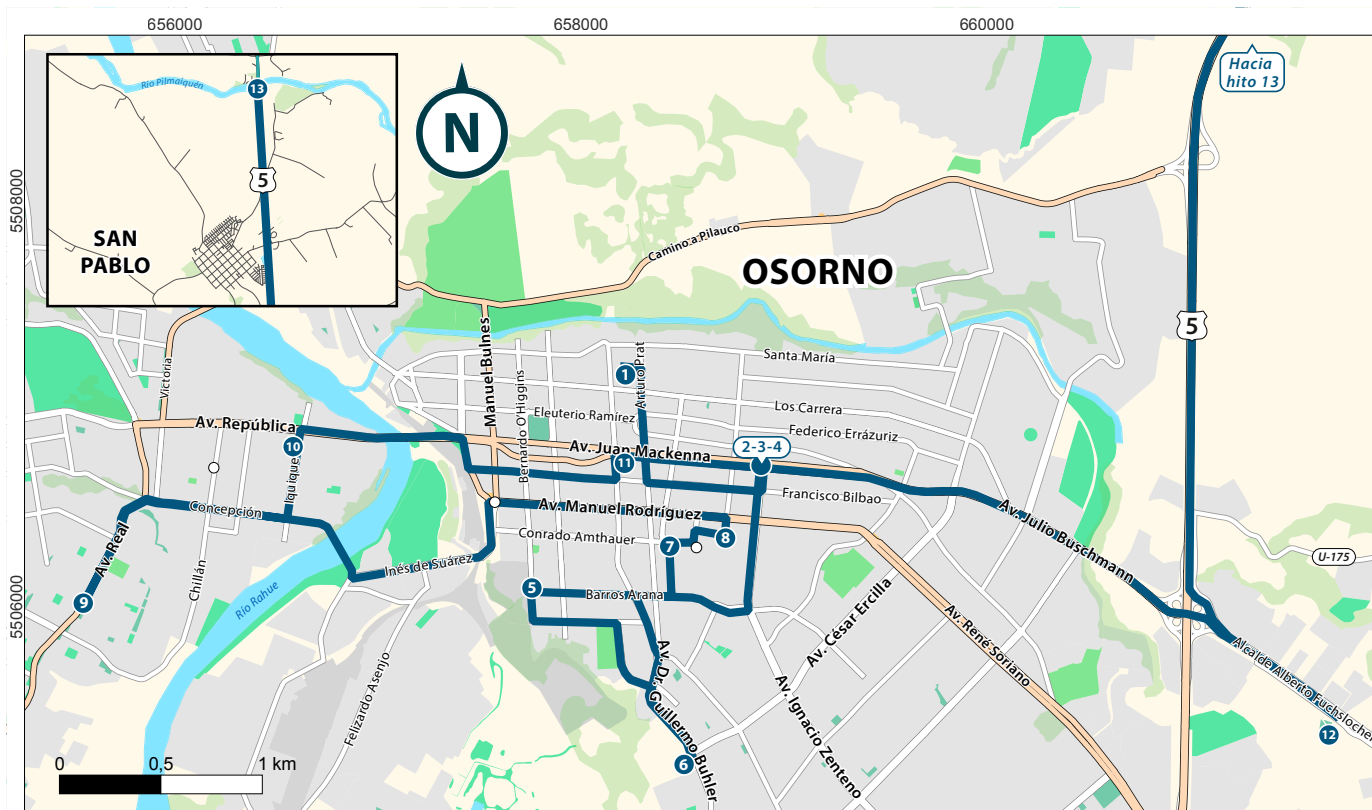 656000
658000
660000
5508000
5506000
Hacia
hito 13
Río Pilmaiquén
13
5
SAN
PABLO
N
Camino a Pilauco
OSORNO
5
Manuel Bulnes
Bernardo O'Higgins
Arturo Prat
Santa María
Victoria
1
Los Carrera
Eleuterio Ramírez
Federico Errázuriz
Av. República
10
Av. Juan Mackenna
2-3-4
11
Iquique
Francisco Bilbao
Concepción
Av. Manuel Rodríguez
Av. Julio Buschmann
Conrado Amthauer
7
8
U-175
Av. Real
Chillán
Inés de Suárez
5
Barros Arana
9
Río Rahue
Av. César Ercilla
Av. René Soriano
Alcalde Alberto Fuchslocher
Felizardo Asenjo
Av. Dr. Guillermo Buhler
Av. Ignacio Zenteno
12
6
0
0,5
1 km